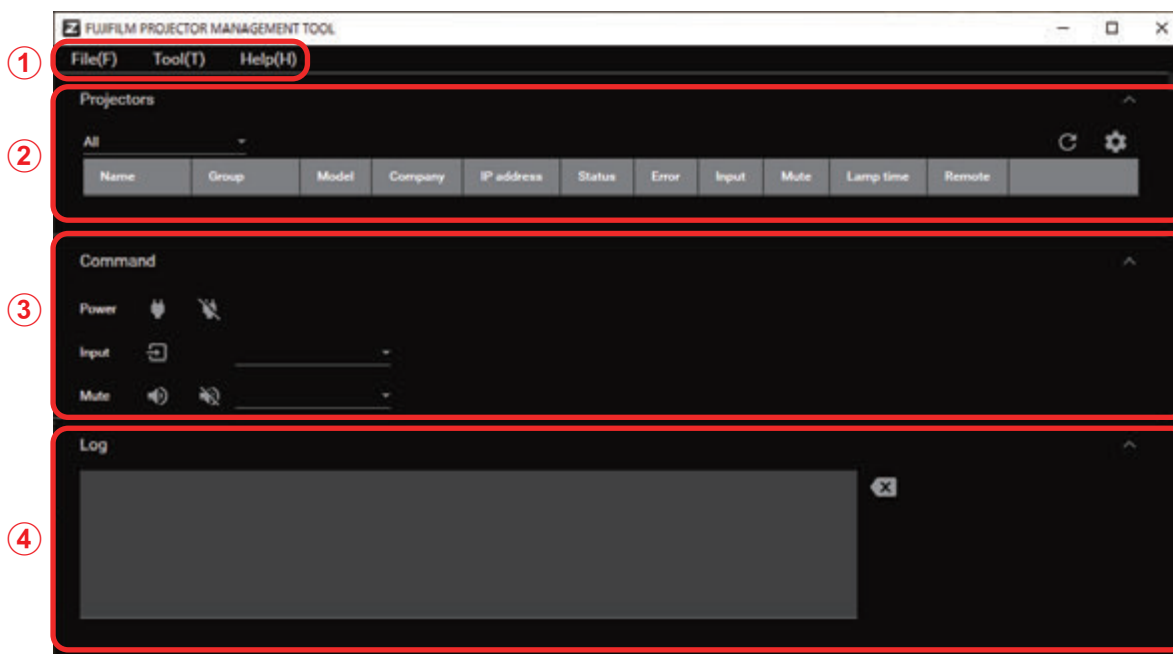 FUJIFILM PROJECTOR MANAGEMENT TOOL
1 File(F) Tool(T) Help(H)
Projectors
2 All
Name Group Model Company IP address Status Error Input Mute Lamp time Remote
Command
3 Power
Input
Mute
Log
4